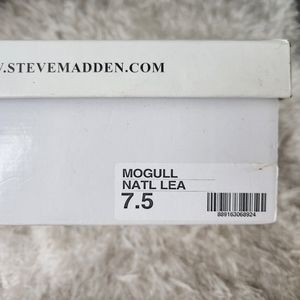 .STEVEMADDEN.COM
MOGULL
NATL LEA
7.5
889163068924